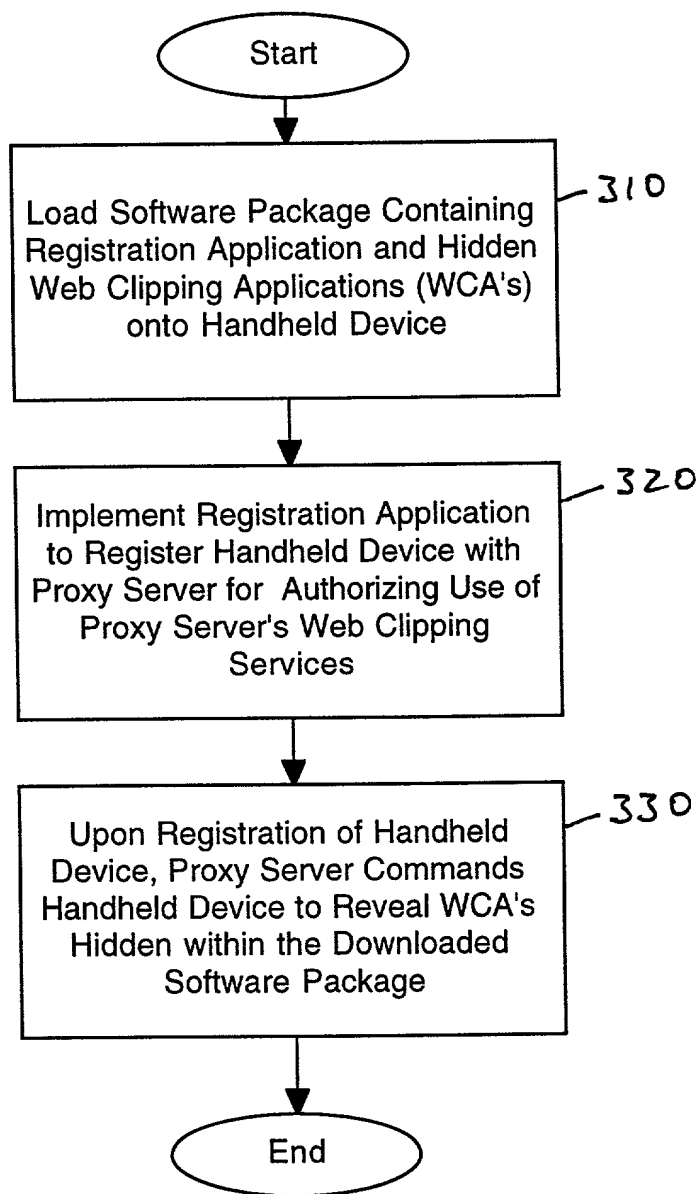 Start
310
Load Software Package Containing
Registration Application and Hidden
Web Clipping Applications (WCA's)
onto Handheld Device
320
Implement Registration Application
to Register Handheld Device with
Proxy Server for Authorizing Use of
Proxy Server's Web Clipping
Services
330
Upon Registration of Handheld
Device, Proxy Server Commands
Handheld Device to Reveal WCA's
Hidden within the Downloaded
Software Package
End